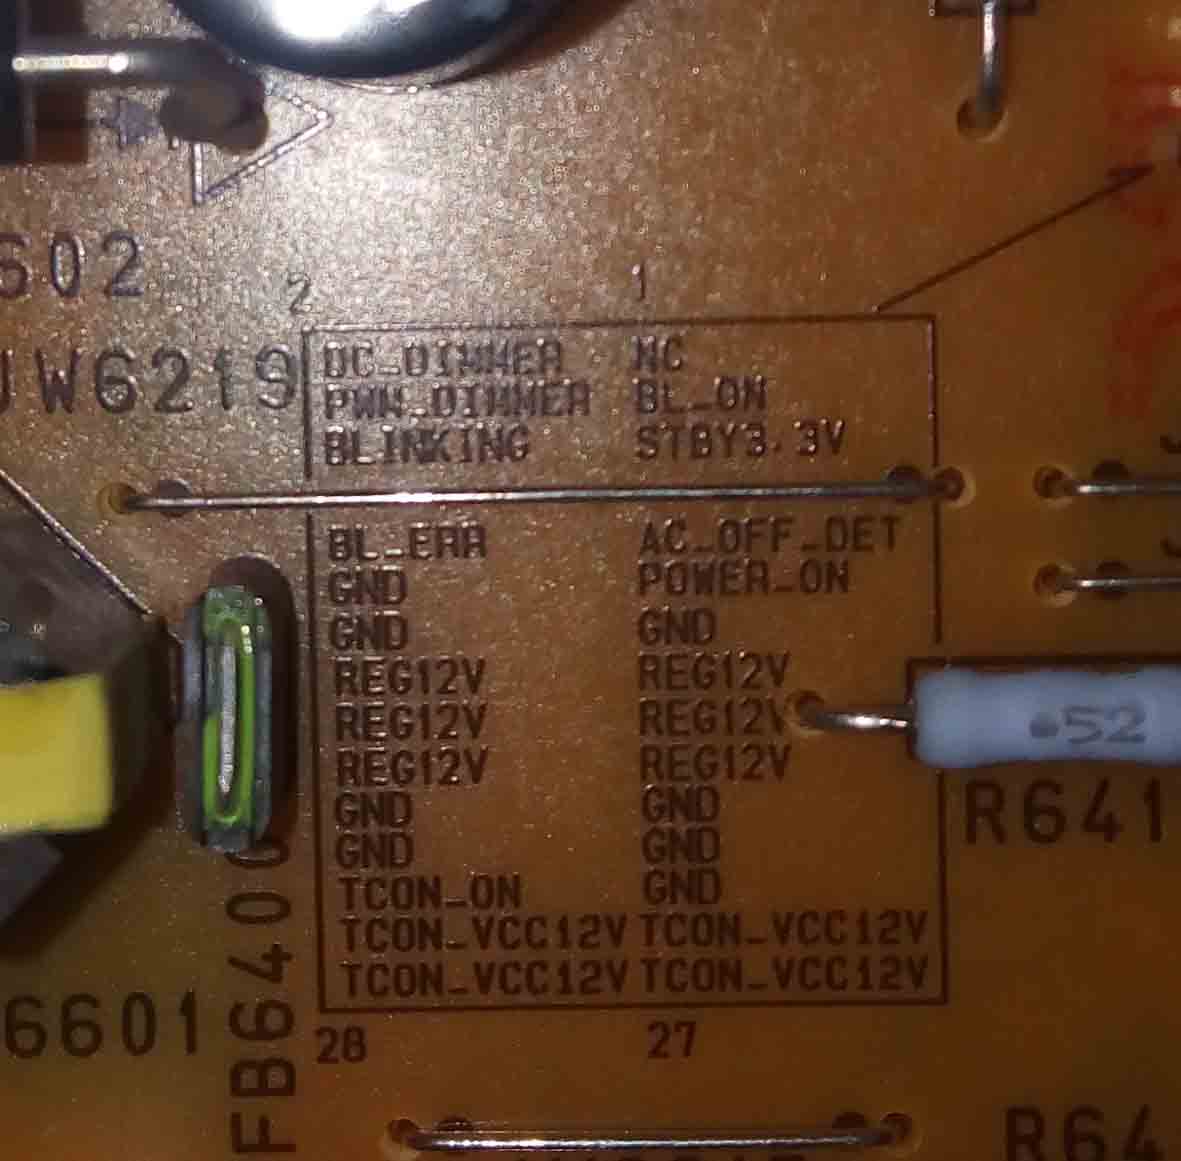 602
2 1
JW6219
DC_DIMMER NC
PWM_DIMMER BL_ON
BLINKING STBY3.3V
BL_ERR AC_OFF_DET
GND POWER_ON
GND GND
REG12V REG12V
REG12V REG12V
REG12V REG12V
GND GND
GND GND
TCON_ON GND
TCON_VCC12V TCON_VCC12V
TCON_VCC12V TCON_VCC12V
28 27
.52
R641
FB640
6601
R64